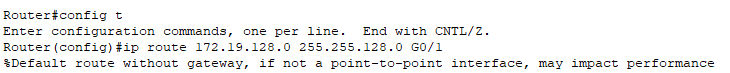 Router#config t
Enter configuration commands, one per line.  End with CNTL/Z.
Router(config)#ip route 172.19.128.0 255.255.128.0 G0/1
%Default route without gateway, if not a point-to-point interface, may impact performance